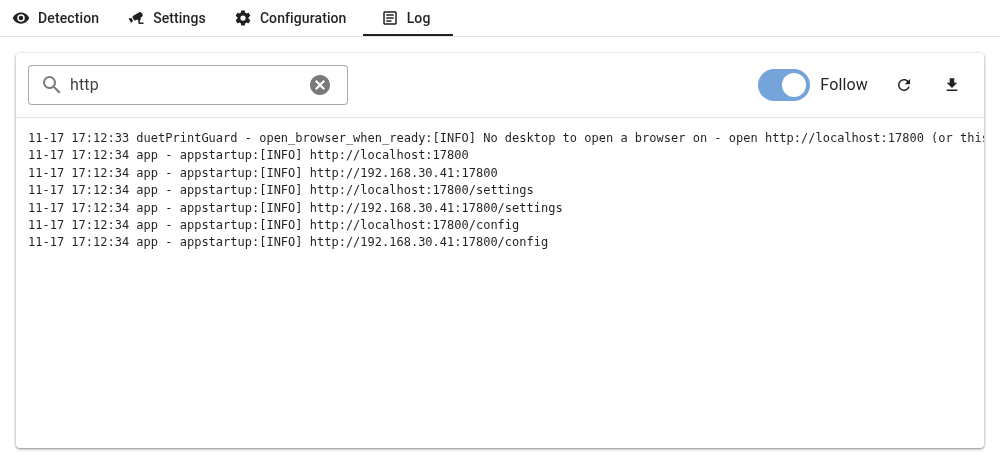 Detection
Settings
Configuration
Log
http
Follow
11-17 17:12:33 duetPrintGuard - open_browser_when_ready:[INFO] No desktop to open a browser on - open http://localhost:17800 (or this
11-17 17:12:34 app - appstartup:[INFO] http://localhost:17800
11-17 17:12:34 app - appstartup:[INFO] http://192.168.30.41:17800
11-17 17:12:34 app - appstartup:[INFO] http://localhost:17800/settings
11-17 17:12:34 app - appstartup:[INFO] http://192.168.30.41:17800/settings
11-17 17:12:34 app - appstartup:[INFO] http://localhost:17800/config
11-17 17:12:34 app - appstartup:[INFO] http://192.168.30.41:17800/config